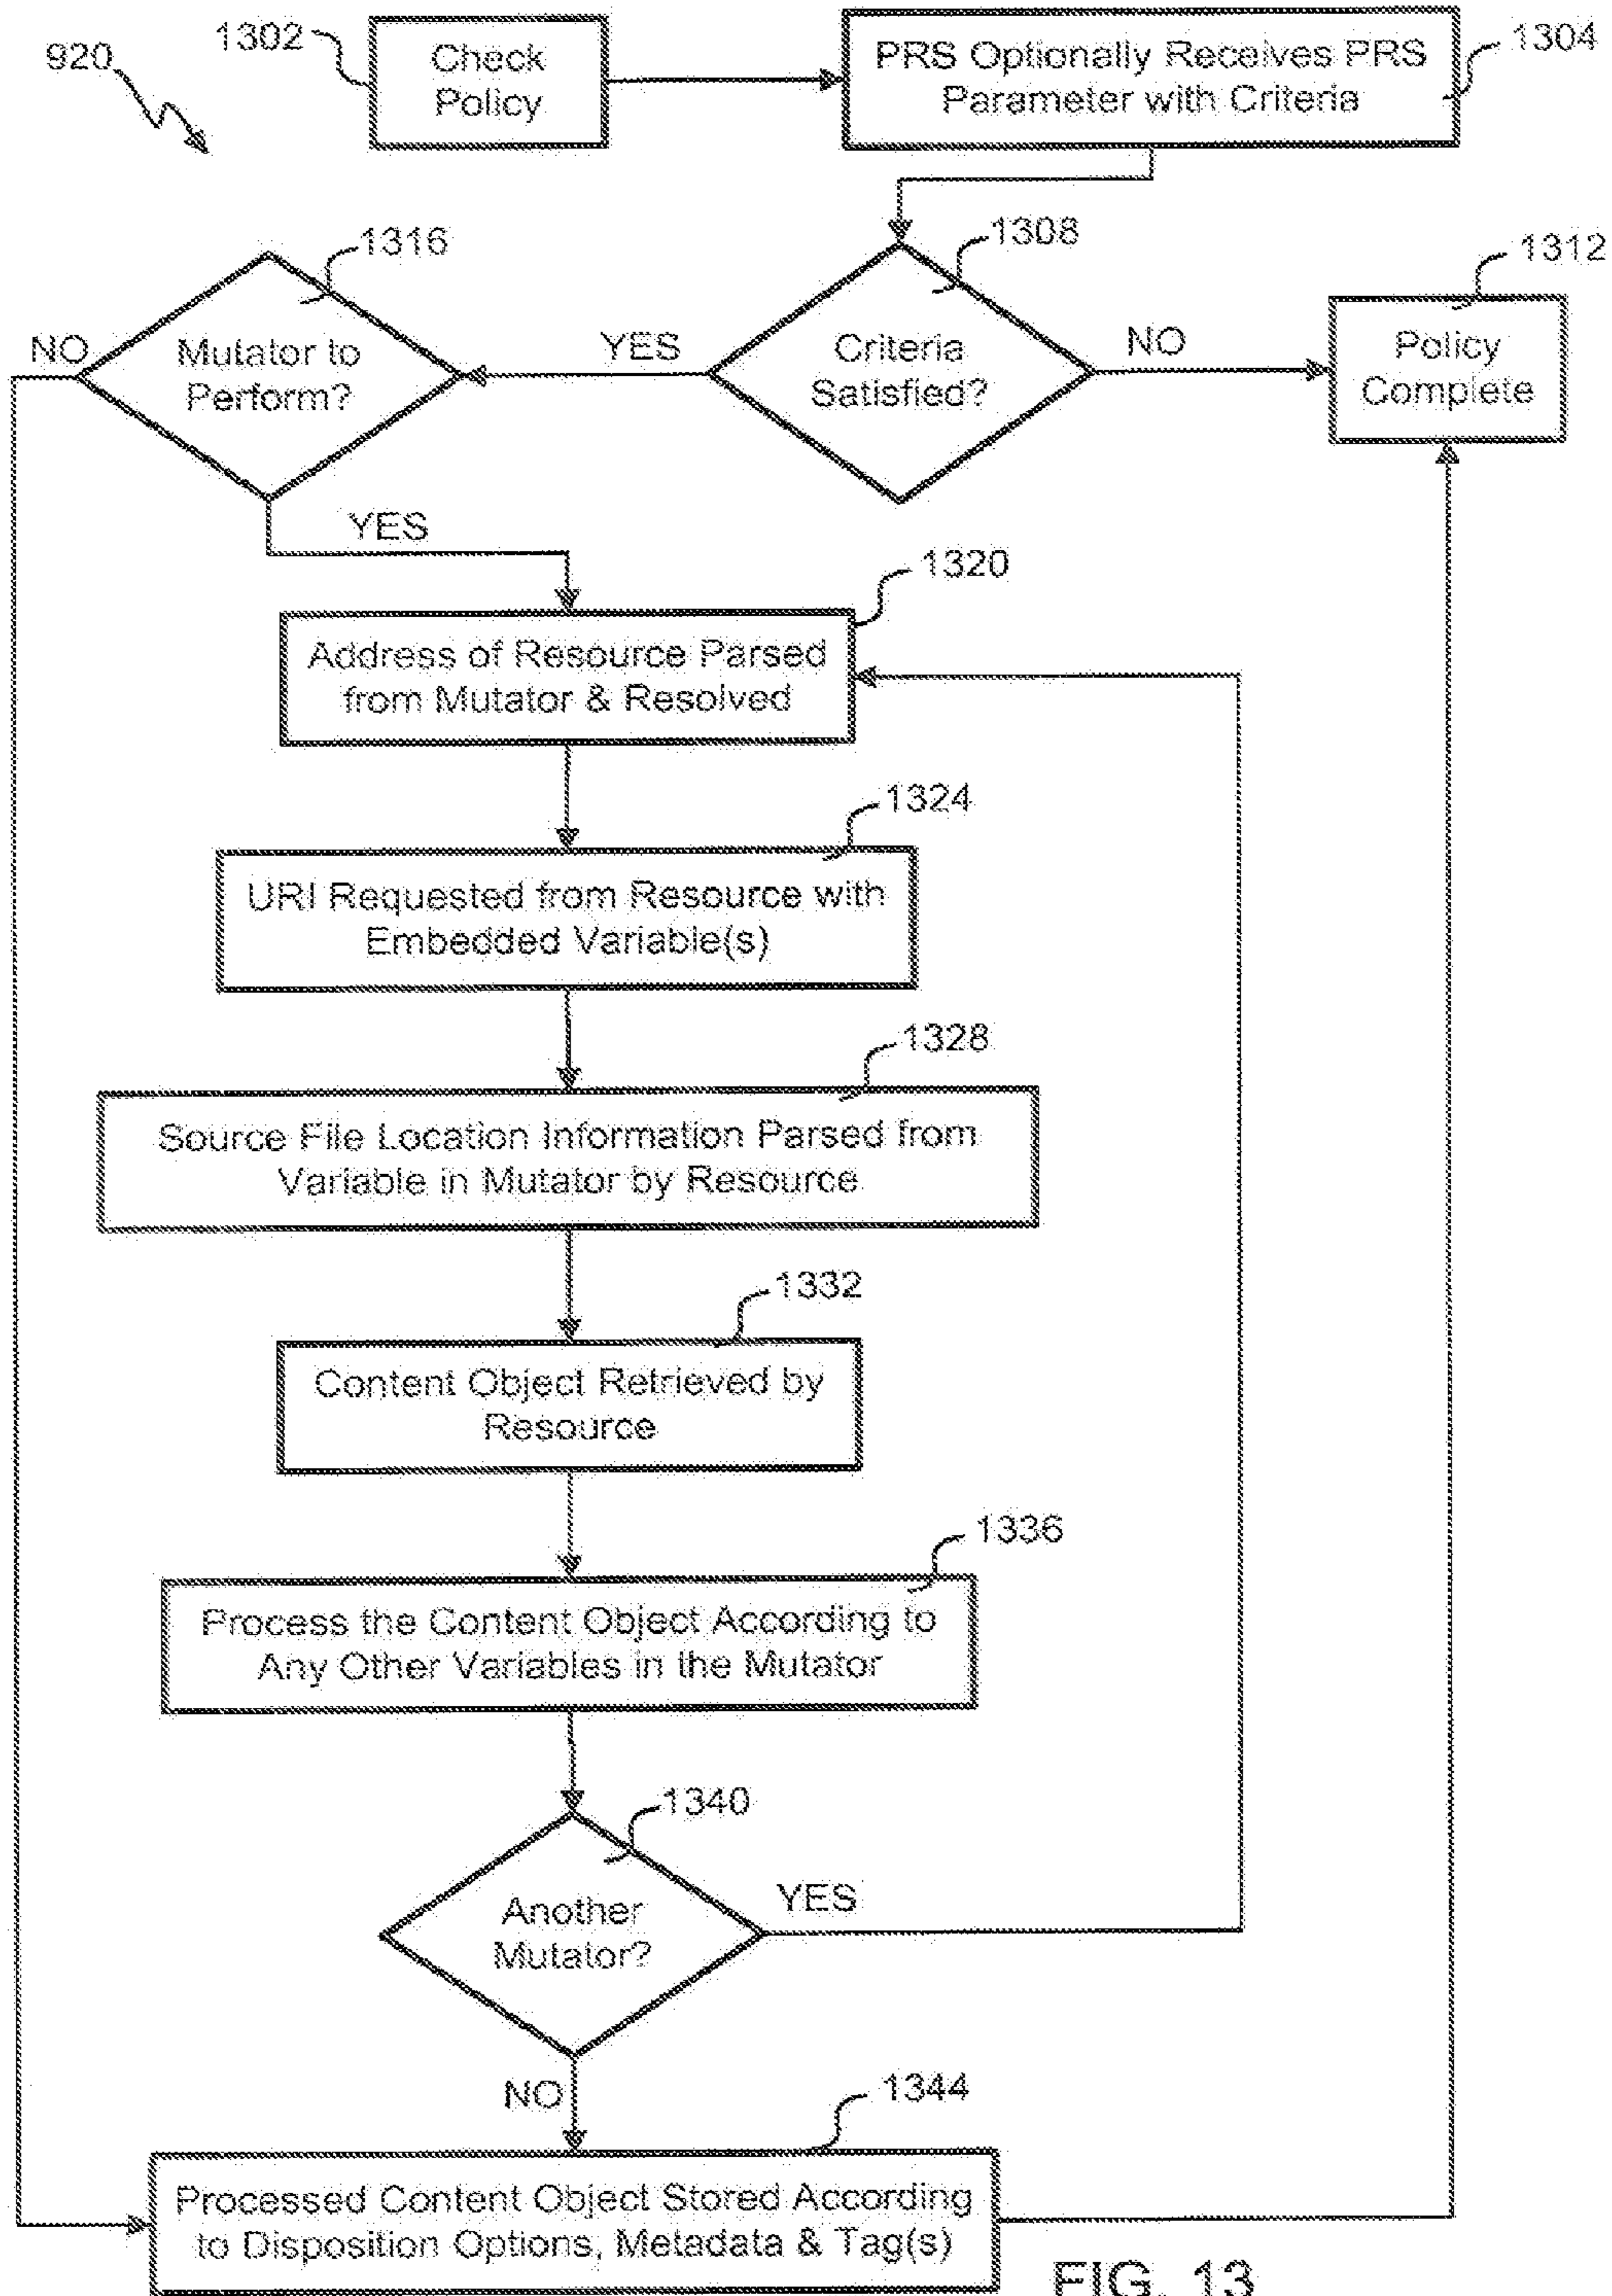 920
1302
Check
Policy
PRS Optionally Receives PRS
Parameter with Criteria
1304
1316
1308
1312
NO
Mutator to
Perform?
YES
Criteria
Satisfied?
NO
Policy
Complete
YES
1320
Address of Resource Parsed
from Mutator & Resolved
1324
URI Requested from Resource with
Embedded Variable(s)
1328
Source File Location Information Parsed from
Variable in Mutator by Resource
1332
Content Object Retrieved by
Resource
1336
Process the Content Object According to
Any Other Variables in the Mutator
1340
Another
Mutator?
YES
NO
1344
Processed Content Object Stored According
to Disposition Options, Metadada & Tag(s)
FIG. 13